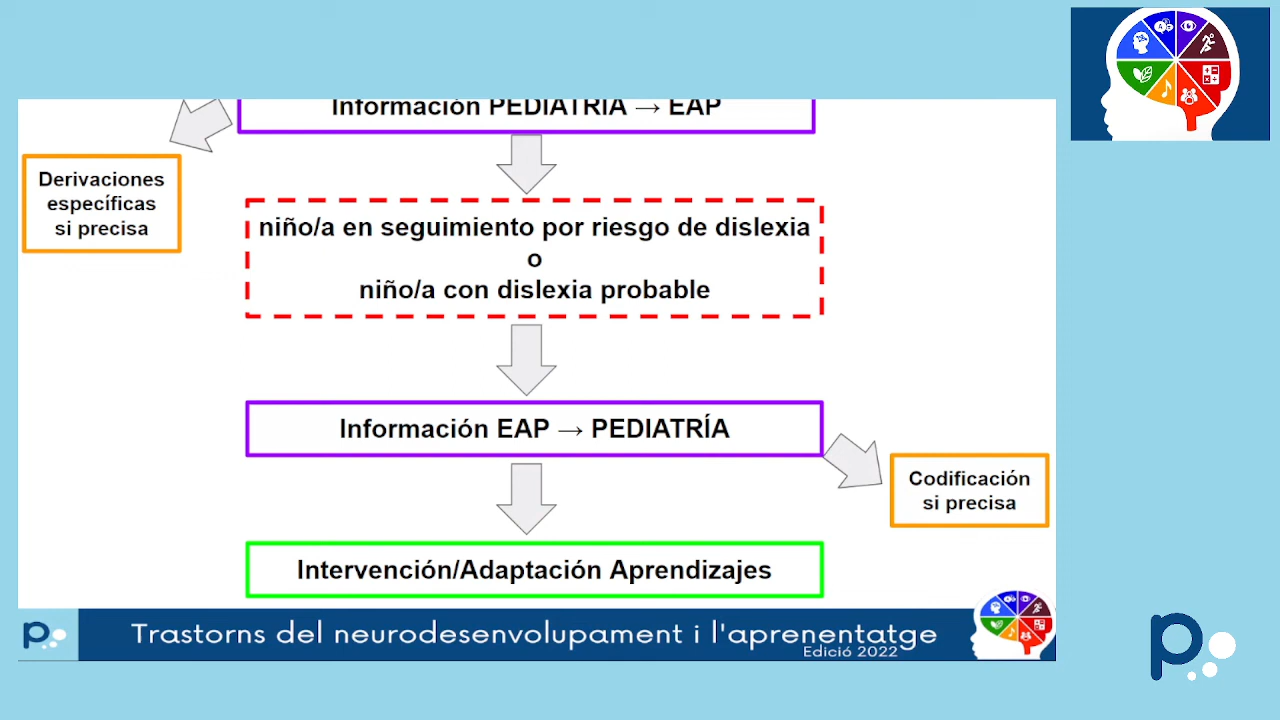 Información PEDIATRÍA → EAP
Derivaciones
específicas
si precisa
niño/a en seguimiento por riesgo de dislexia
o
niño/a con dislexia probable
Información EAP → PEDIATRÍA
Codificación
si precisa
Intervención/Adaptación Aprendizajes
p
Trastorns del neurodesenvolupament i l'aprenentatge
Edició 2022
p